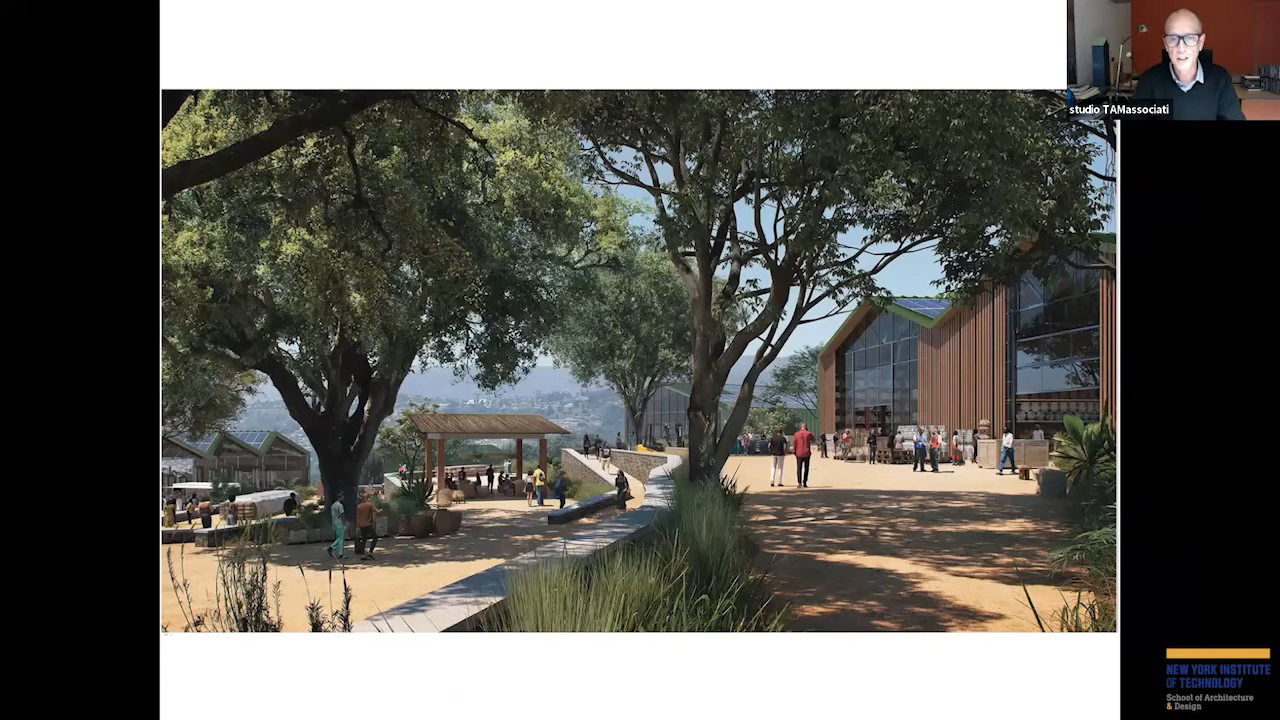 studio TAMassociati
NEW YORK INSTITUTE
OF TECHNOLOGY
School of Architecture
& Design